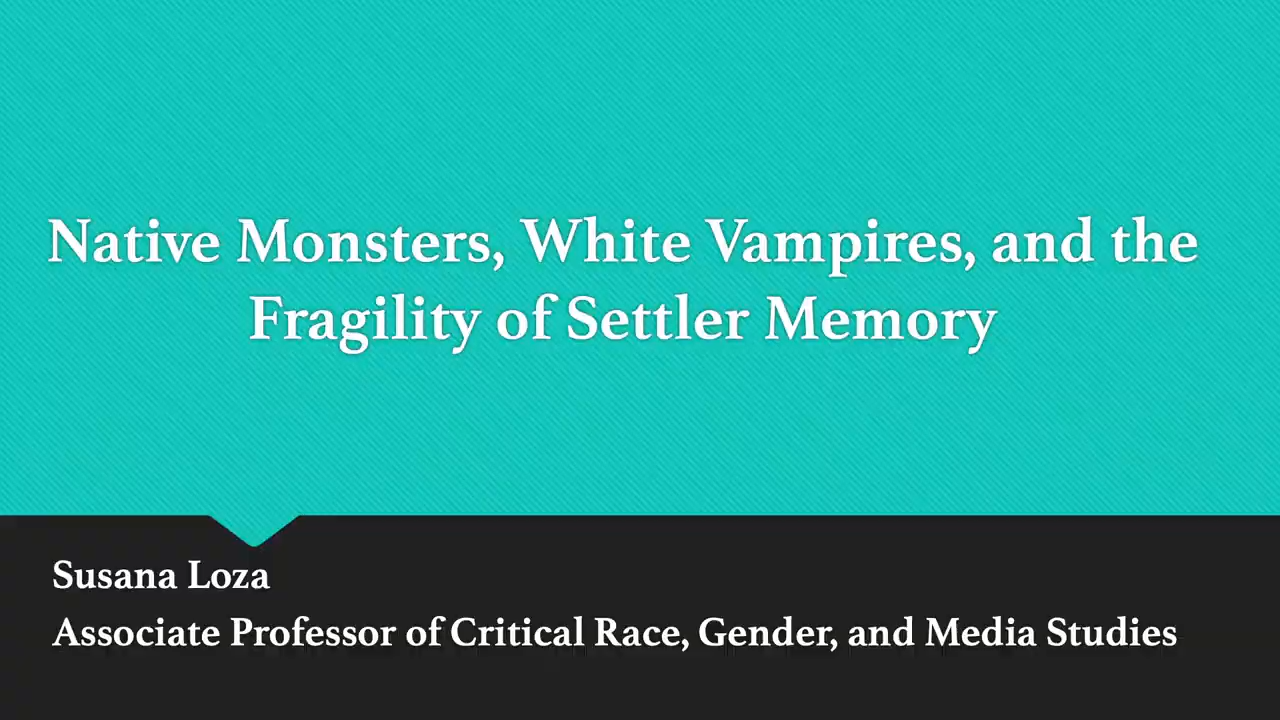 Native Monsters, White Vampires, and the
Fragility of Settler Memory
Susana Loza
Associate Professor of Critical Race, Gender, and Media Studies